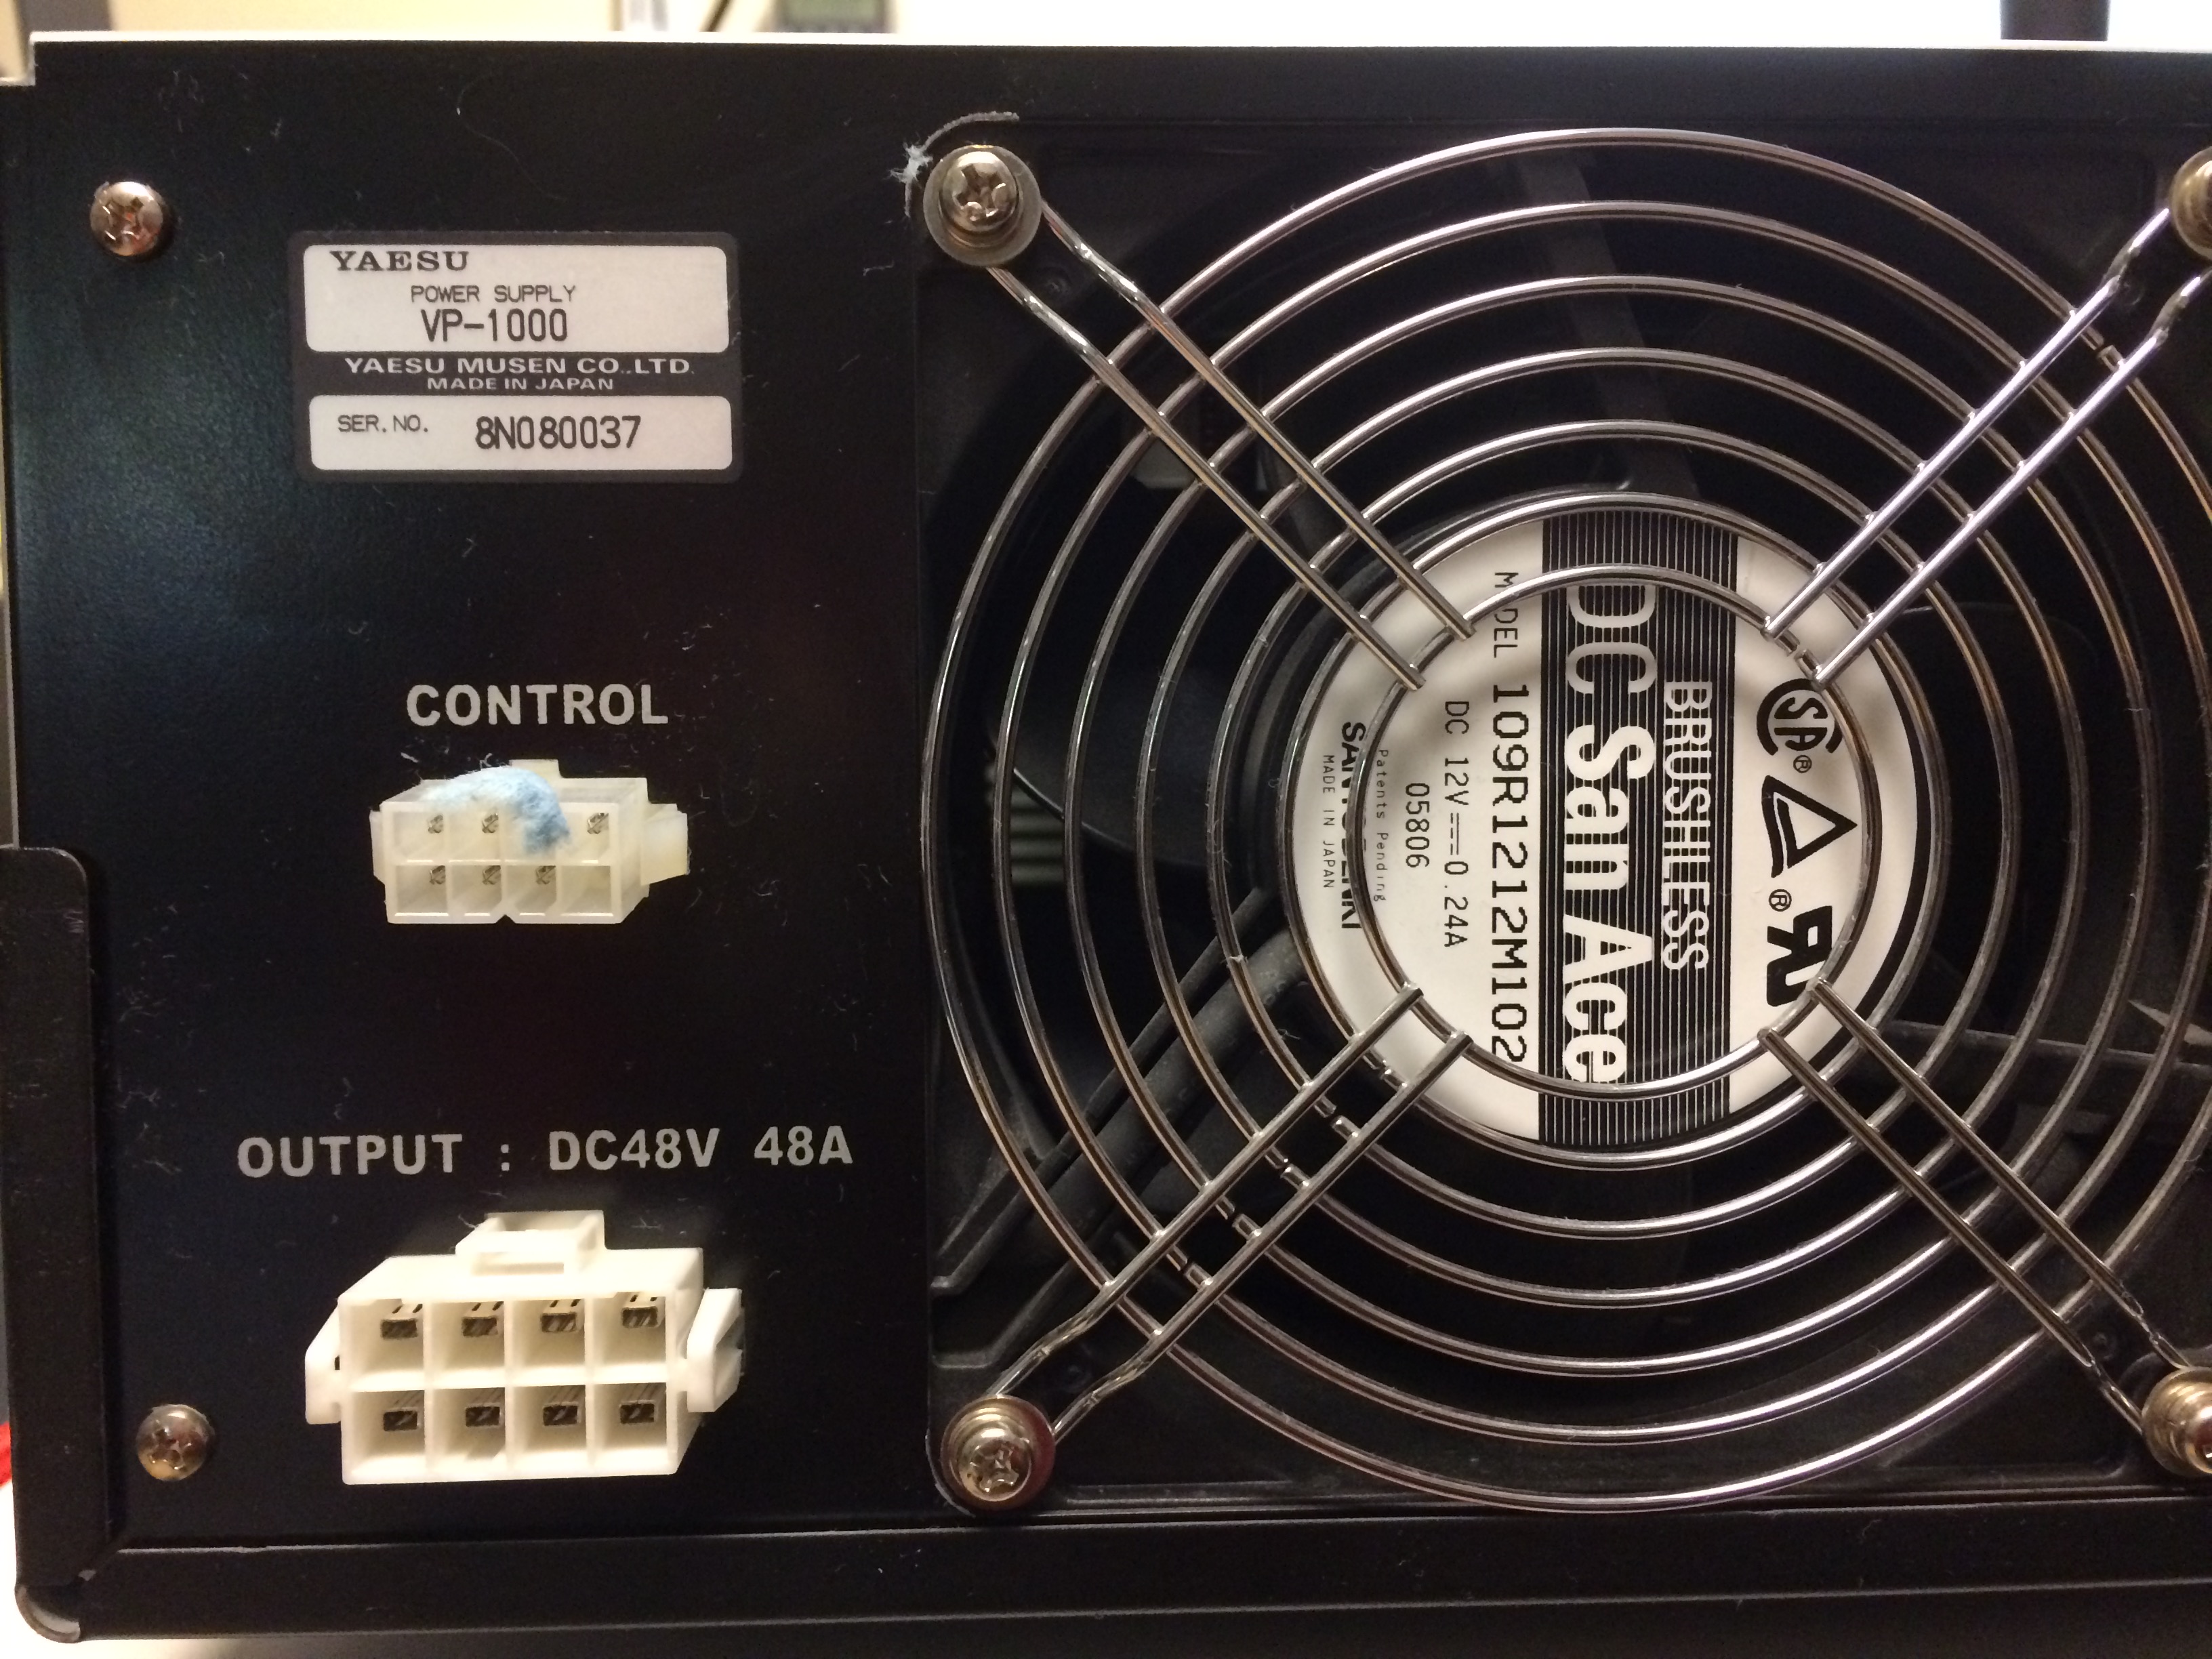 YAESU
POWER SUPPLY
VP-1000
YAESU MUSEN CO.,LTD.
MADE IN JAPAN
SER. NO. 8N080037
CONTROL
OUTPUT : DC48V 48A
BRUSHLESS
DC San Ace
MODEL 109R1212M102
DC 12V 0.24A
05806
Patents Pending
MADE IN JAPAN